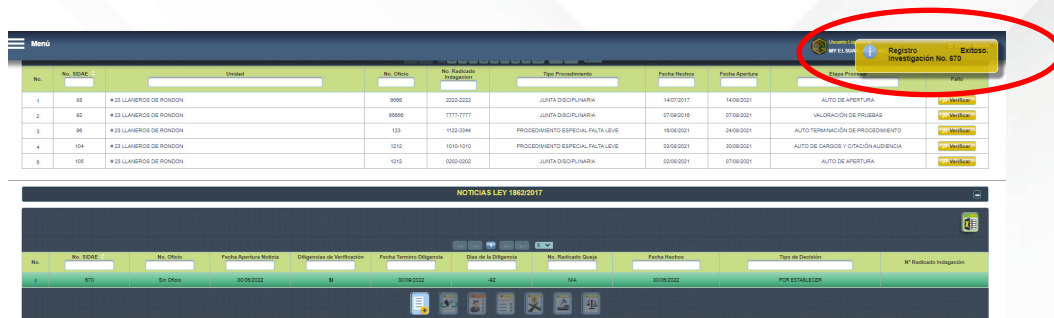 Menú
Registro Exitoso.
Investigación No. 670
No. No. SIDAE Unidad No. Oficio No. Radicado Indagacion Tipo Procedimiento Fecha Hechos Fecha Apertura Etapa Procesal Fallo
1 88 # 23 LLANEROS DE RONDON 6666 2222-2222 JUNTA DISCIPLINARIA 14/07/2017 14/08/2021 AUTO DE APERTURA Verificar
2 92 # 23 LLANEROS DE RONDON 66666 7777-7777 JUNTA DISCIPLINARIA 07/08/2016 07/08/2021 VALORACIÓN DE PRUEBAS Verificar
3 96 # 23 LLANEROS DE RONDON 123 1122-3344 PROCEDIMIENTO ESPECIAL FALTA LEVE 16/08/2021 24/08/2021 AUTO TERMINACIÓN DE PROCEDIMIENTO Verificar
4 104 # 23 LLANEROS DE RONDON 1212 1010-1010 PROCEDIMIENTO ESPECIAL FALTA LEVE 03/08/2021 30/08/2021 AUTO DE CARGOS Y CITACIÓN AUDIENCIA Verificar
5 105 # 23 LLANEROS DE RONDON 1212 0202-0202 JUNTA DISCIPLINARIA 02/08/2021 07/08/2021 AUTO DE APERTURA Verificar
NOTICIAS LEY 1862/2017
1 5
No. No. SIDAE No. Oficio Fecha Apertura Noticia Diligencias de Verificación Fecha Termino Diligencia Dias de la Diligencia No. Radicado Queja Fecha Hechos Tipo de Decisión N° Radicado Indagación
1 670 Sin Oficio 30/06/2022 SI 30/09/2022 -92 N/A 30/06/2022 POR ESTABLECER